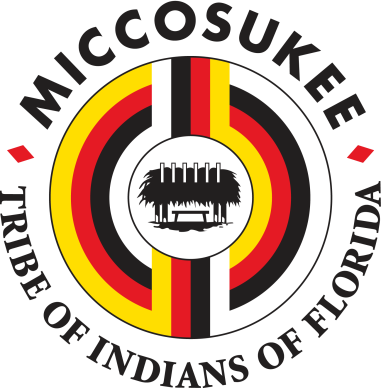 MICCOSUKEE
TRIBE OF INDIANS OF FLORIDA